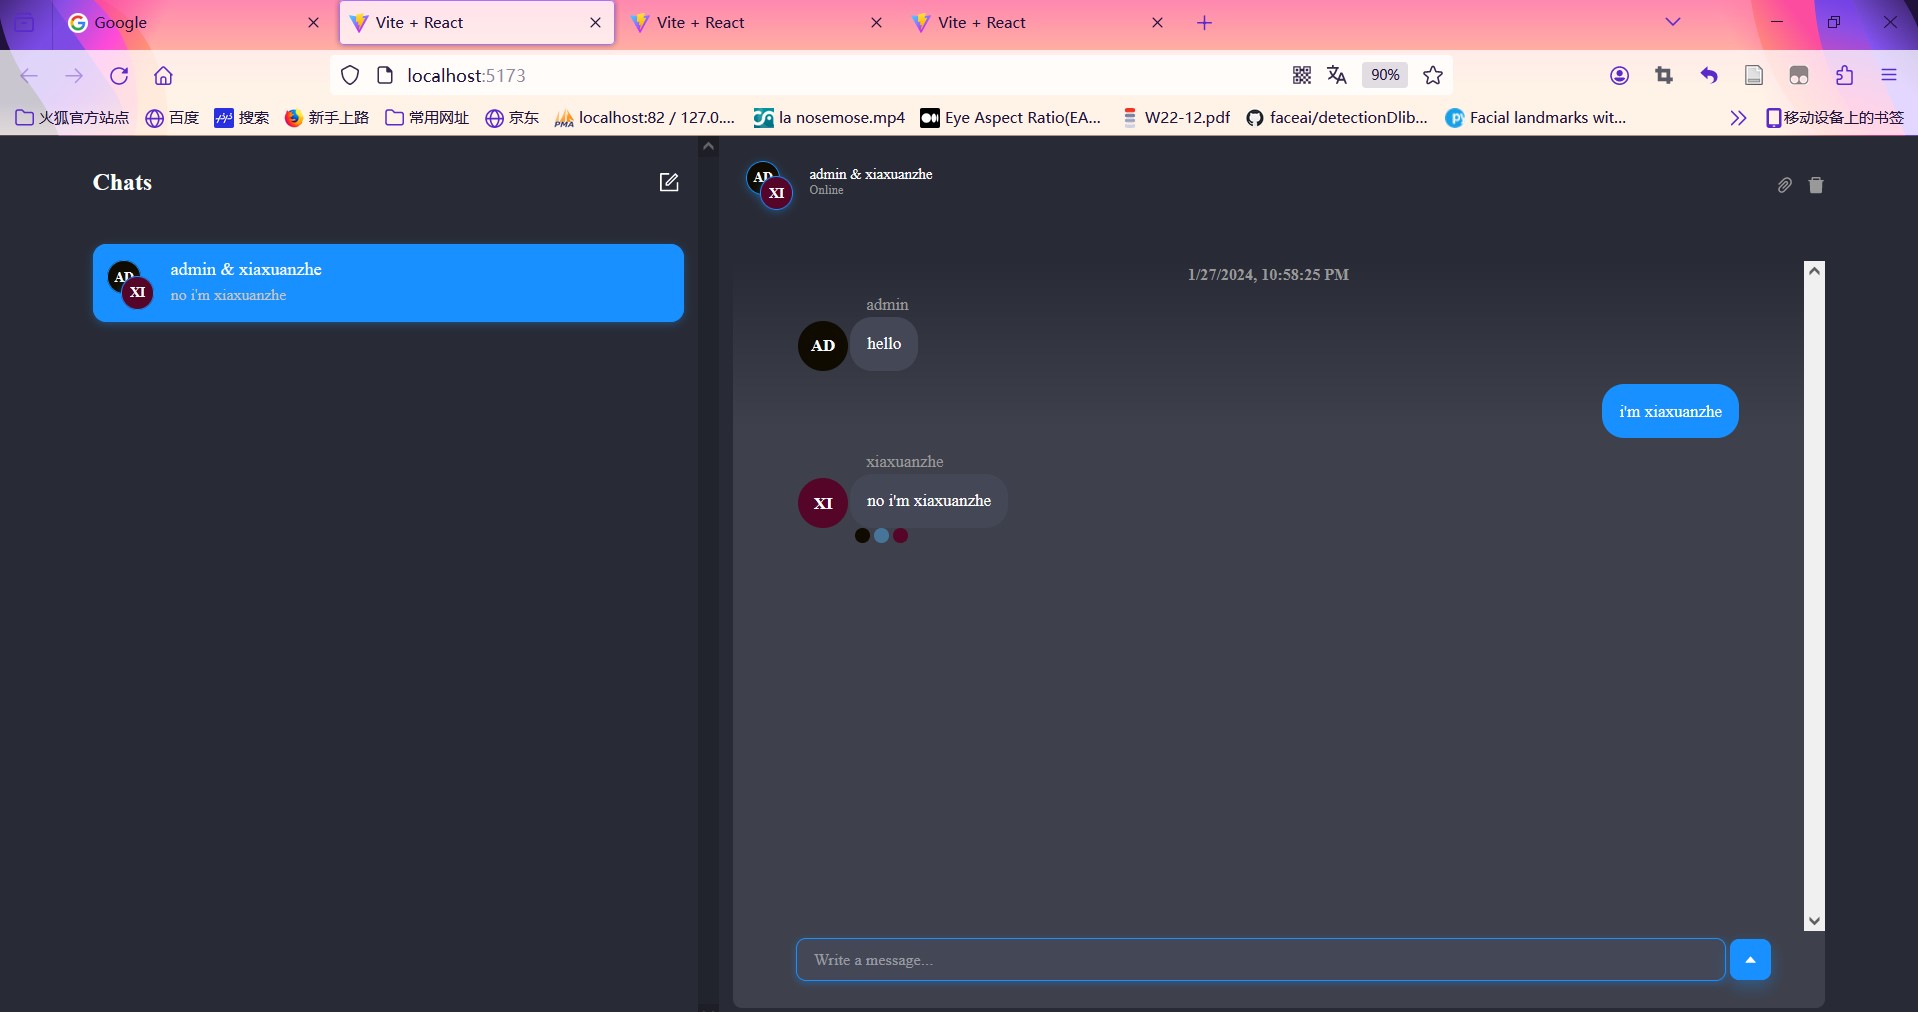 Google
Vite + React
Vite + React
Vite + React
localhost:5173
90%
火狐官方站点
百度
搜索
新手上路
常用网址
京东
localhost:82 / 127.0....
la nosemose.mp4
Eye Aspect Ratio(EA...
W22-12.pdf
faceai/detectionDlib...
Facial landmarks wit...
移动设备上的书签
Chats
AD
XI
admin & xiaxuanzhe
no i'm xiaxuanzhe
AD
XI
admin & xiaxuanzhe
Online
1/27/2024, 10:58:25 PM
admin
AD
hello
i'm xiaxuanzhe
xiaxuanzhe
XI
no i'm xiaxuanzhe
Write a message...